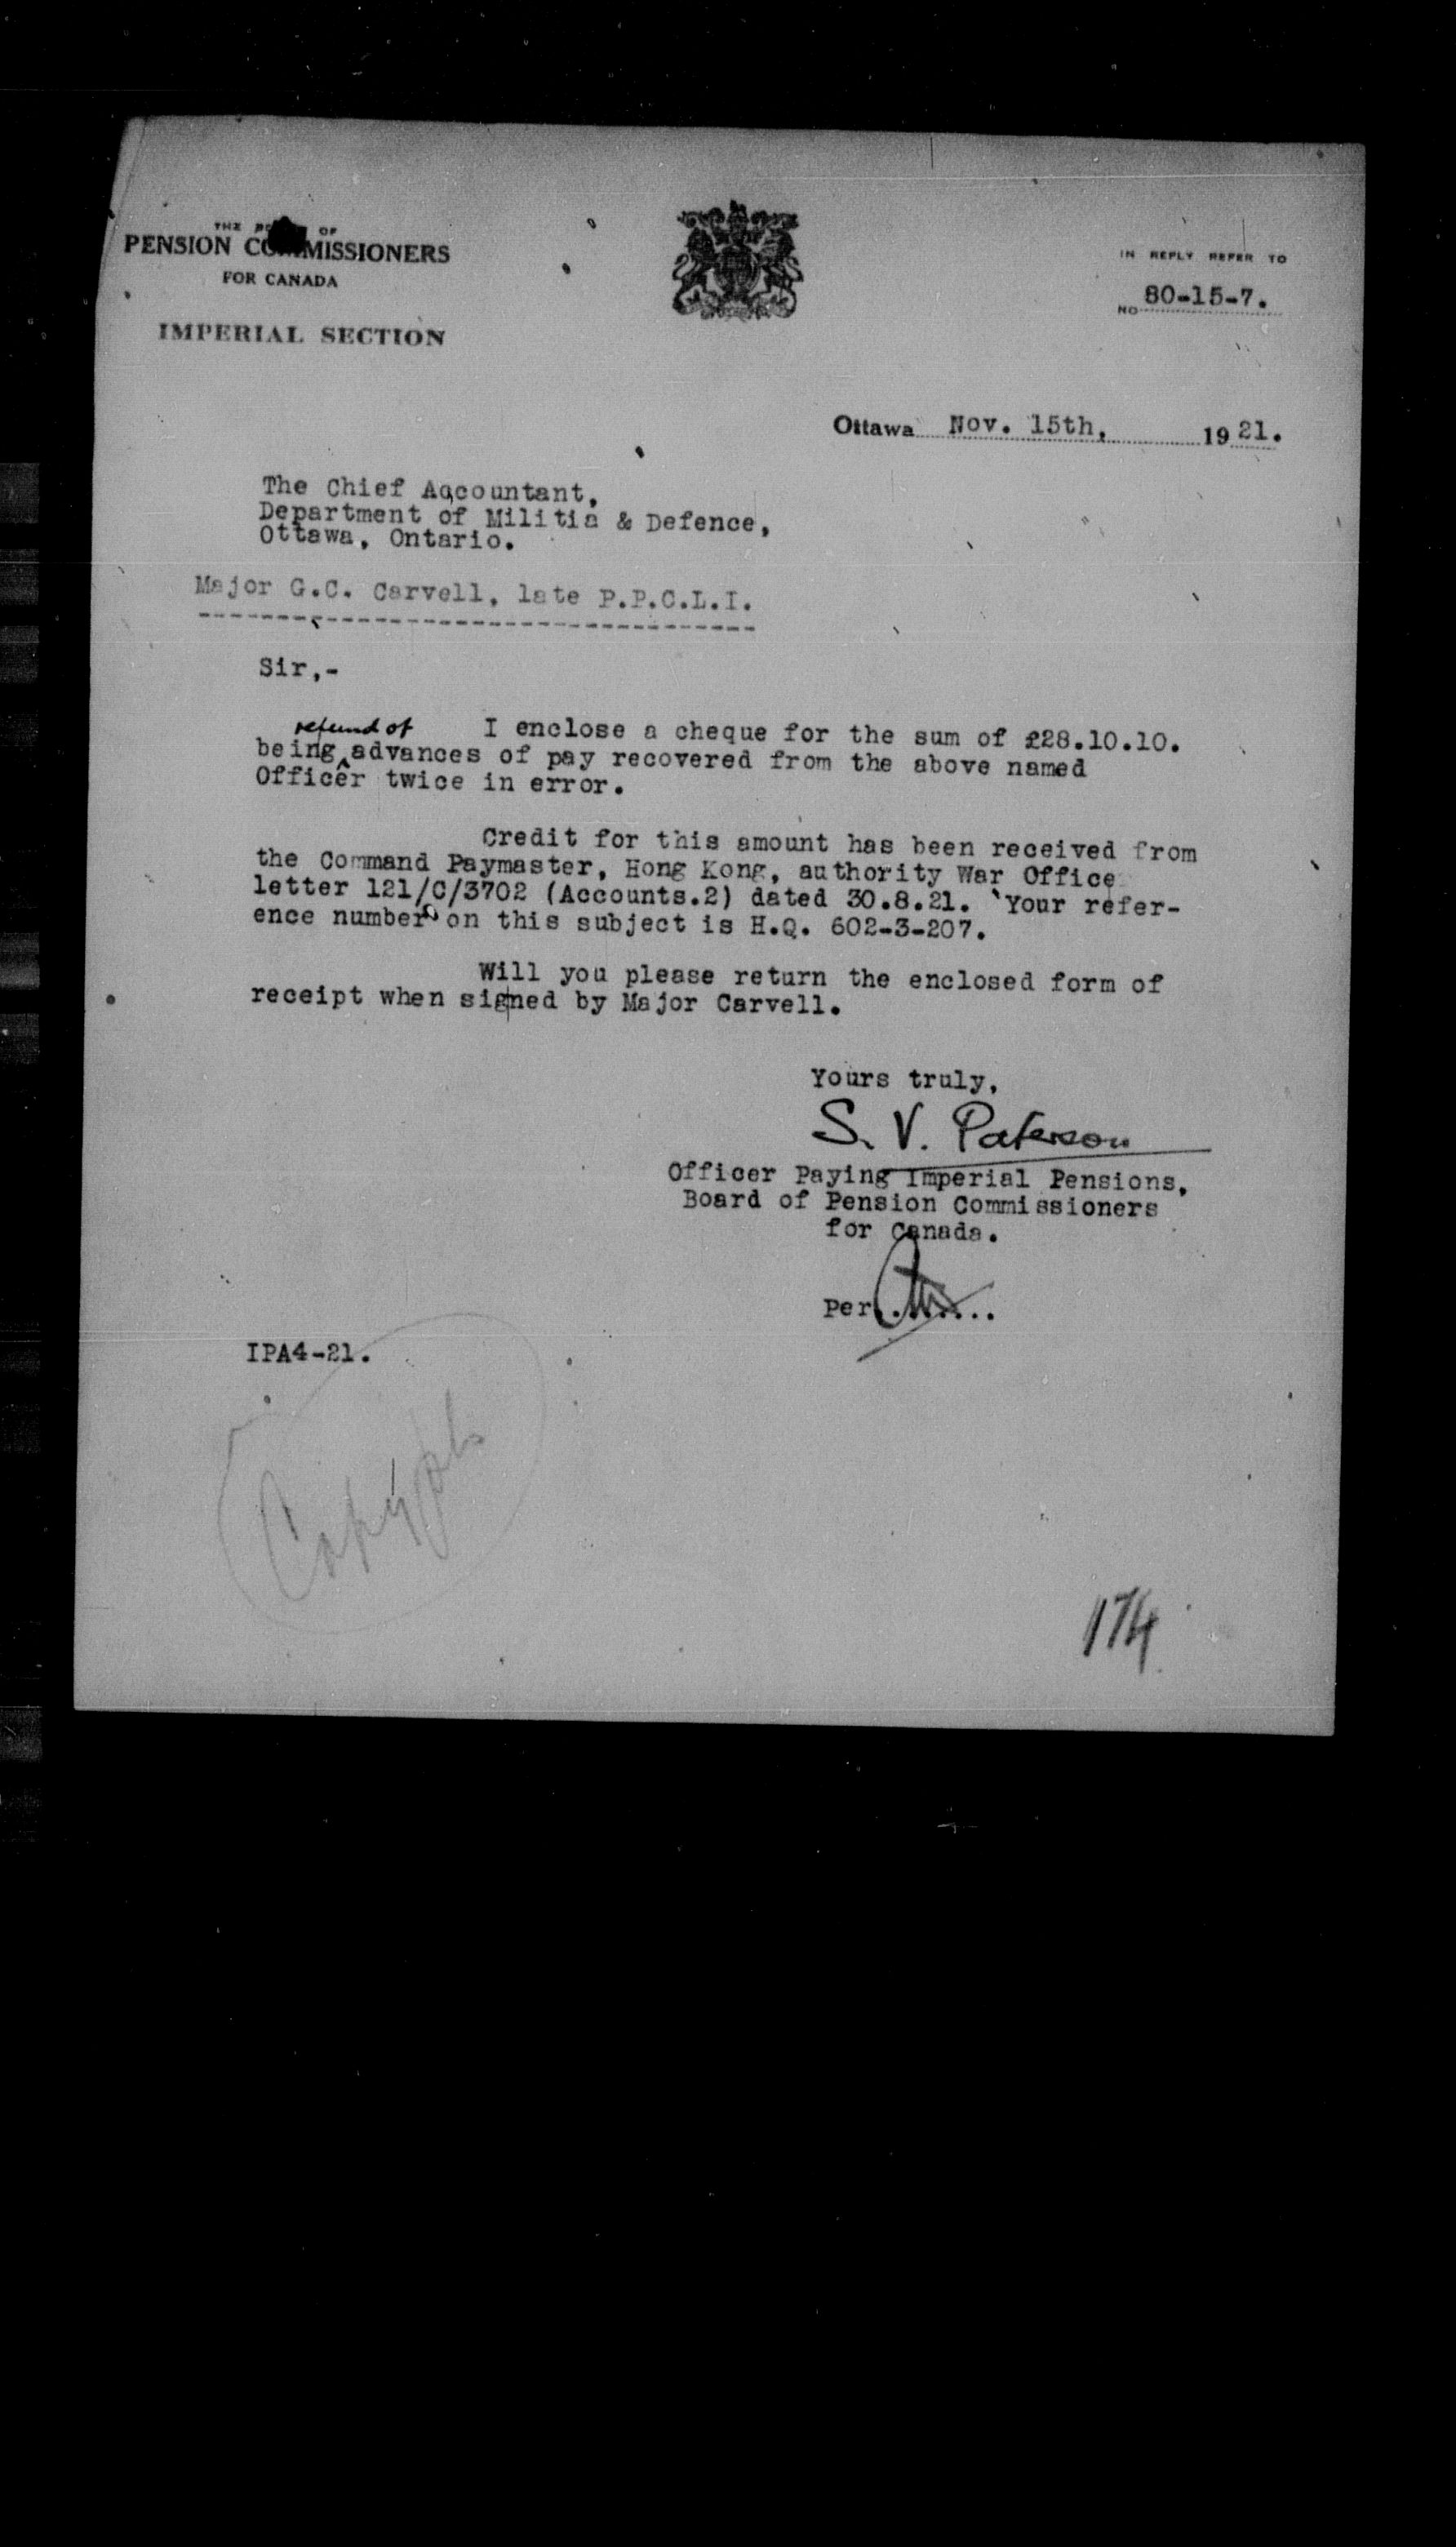 THE BOARD OF
PENSION COMMISSIONERS
FOR CANADA
IMPERIAL SECTION
IN REPLY REFER TO
NO 80-15-7.
Ottawa Nov. 15th, 1921.
The Chief Accountant,
Department of Militia & Defence,
Ottawa, Ontario.
Major G.C. Carvell, late P.P.C.L.I.
Sir,-
I enclose a cheque for the sum of £28.10.10.
being refund of advances of pay recovered from the above named
Officer twice in error.
Credit for this amount has been received from
the Command Paymaster, Hong Kong, authority War Office
letter 121/C/3702 (Accounts.2) dated 30.8.21. Your refer-
ence number on this subject is H.Q. 602-3-207.
Will you please return the enclosed form of
receipt when signed by Major Carvell.
Yours truly,
S. V. Paterson
Officer Paying Imperial Pensions,
Board of Pension Commissioners
for Canada.
Per.......
IPA4-21.
Copy
174